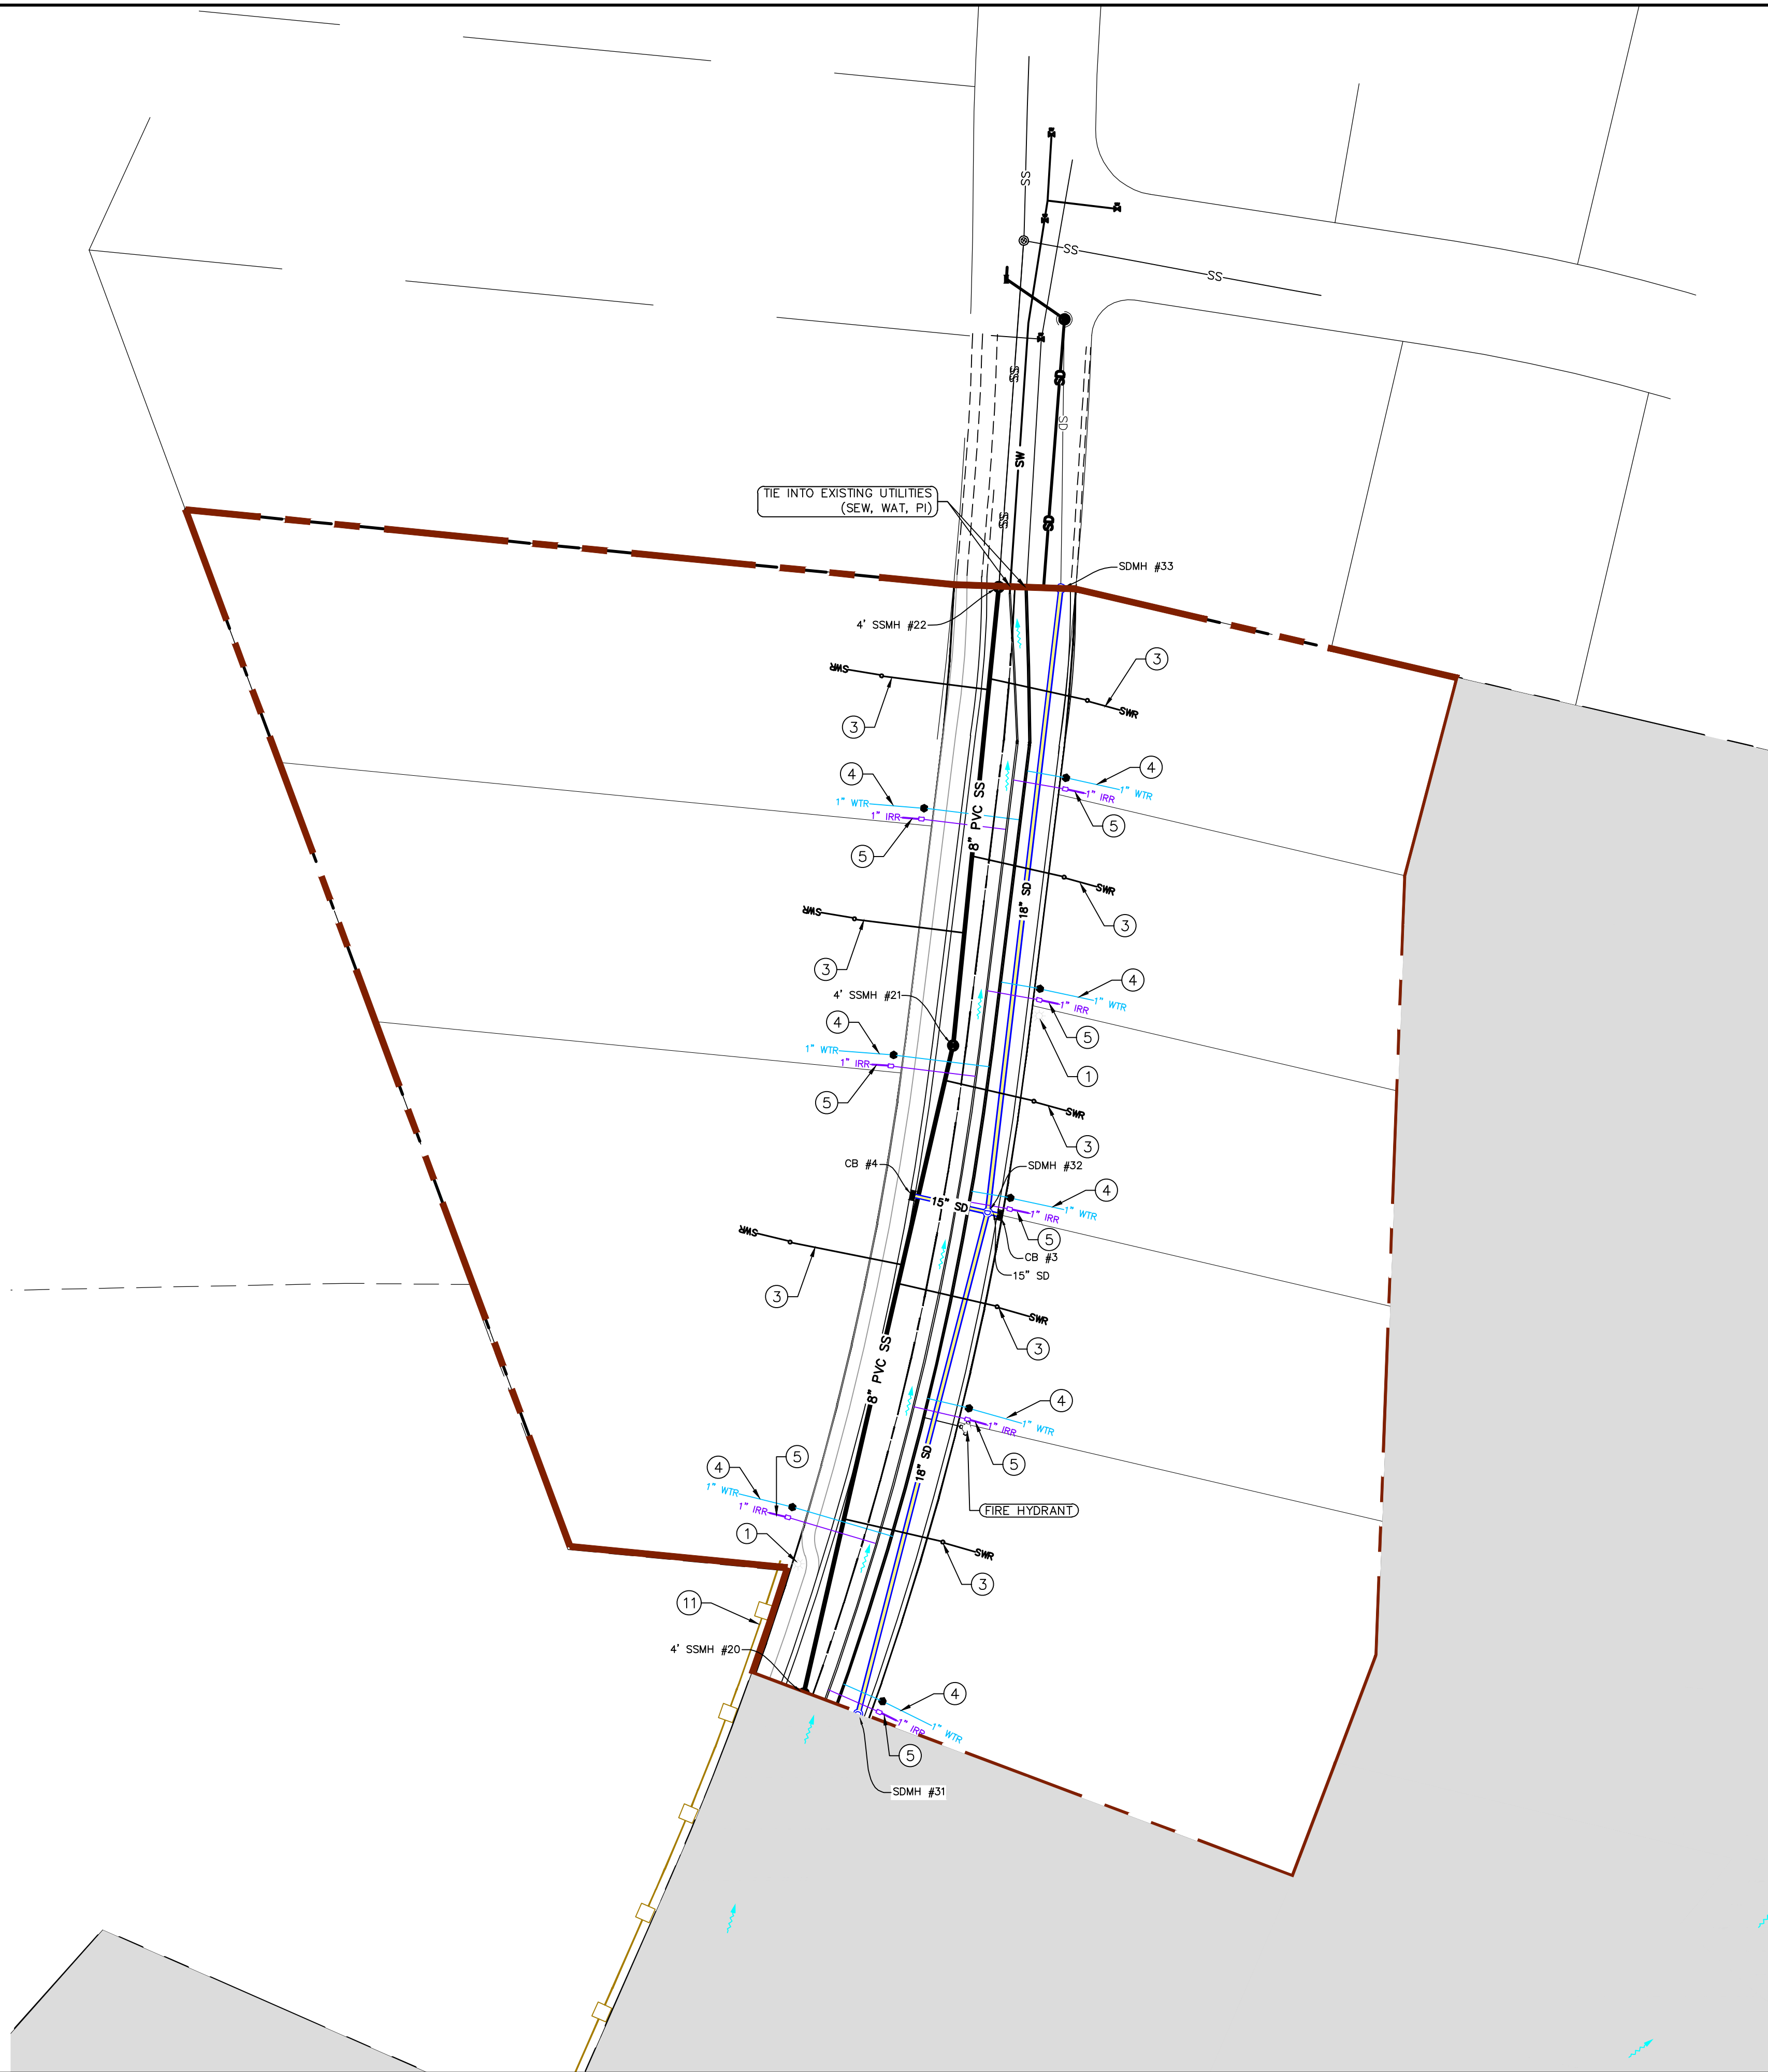 SS
SS
SS
SS
SS
SD
SD
SW
TIE INTO EXISTING UTILITIES
(SEW, WAT, PI)
SS
SS
SD
SDMH #33
4' SSMH #22
3
SWR
SWR
3
4
4
1" WTR
1" IRR
1" WTR
1" IRR
8" PVC SS
5
5
SWR
18" SD
SWR
3
3
4
4' SSMH #21
1" WTR
1" IRR
4
5
1" WTR
1" IRR
1
5
SWR
3
CB #4
SDMH #32
4
15" SD
1" WTR
1" IRR
SWR
5
CB #3
15" SD
3
SWR
3
8" PVC SS
4
1" WTR
1" IRR
18" SD
5
4
5
1" WTR
1" IRR
FIRE HYDRANT
1
SWR
3
11
4' SSMH #20
4
1" IRR
1" WTR
5
SDMH #31